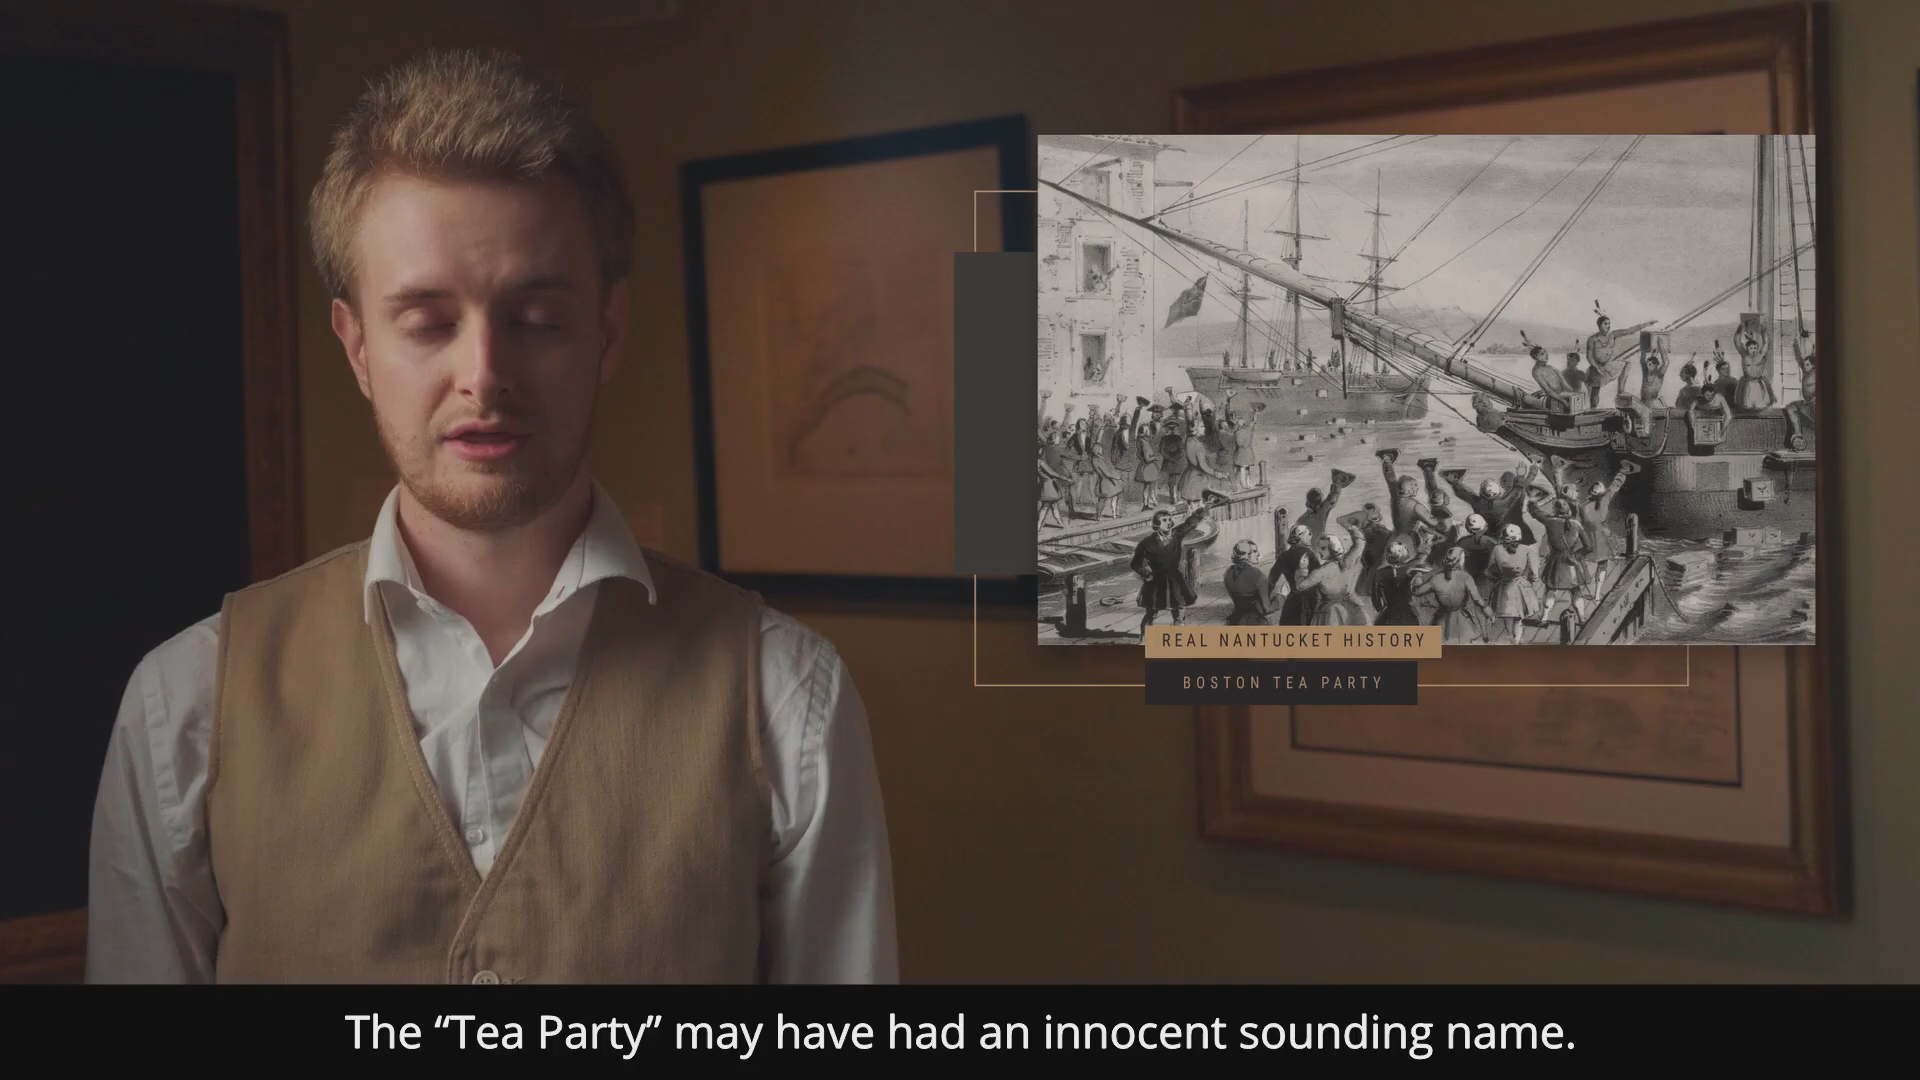 REAL NANTUCKET HISTORY
BOSTON TEA PARTY
The “Tea Party” may have had an innocent sounding name.